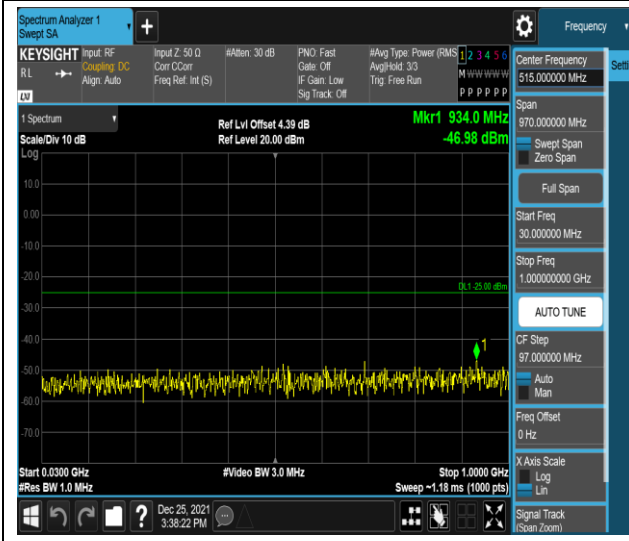 Spectrum Analyzer 1
Swept SA
Frequency
KEYSIGHT
RL
LXI
Input: RF
Coupling: DC
Align: Auto
Input Z: 50 Ω
Corr CCorr
Freq Ref: Int (S)
#Atten: 30 dB
PNO: Fast
Gate: Off
IF Gain: Low
Sig Track: Off
#Avg Type: Power (RMS
Avg|Hold: 3/3
Trig: Free Run
1 2 3 4 5 6
M W W W W W
P P P P P P
1 Spectrum
Scale/Div 10 dB
Log
Ref Lvl Offset 4.39 dB
Ref Level 20.00 dBm
Mkr1 934.0 MHz
-46.98 dBm
10.0
0.00
-10.0
-20.0
DL1 -25.00 dBm
-30.0
-40.0
1
-50.0
-60.0
-70.0
Start 0.0300 GHz
#Res BW 1.0 MHz
#Video BW 3.0 MHz
Stop 1.0000 GHz
Sweep ~1.18 ms (1000 pts)
Dec 25, 2021
3:38:22 PM
Center Frequency
515.000000 MHz
Setti
Span
970.000000 MHz
Swept Span
Zero Span
Full Span
Start Freq
30.000000 MHz
Stop Freq
1.000000000 GHz
AUTO TUNE
CF Step
97.000000 MHz
Auto
Man
Freq Offset
0 Hz
X Axis Scale
Log
Lin
Signal Track
(Span Zoom)